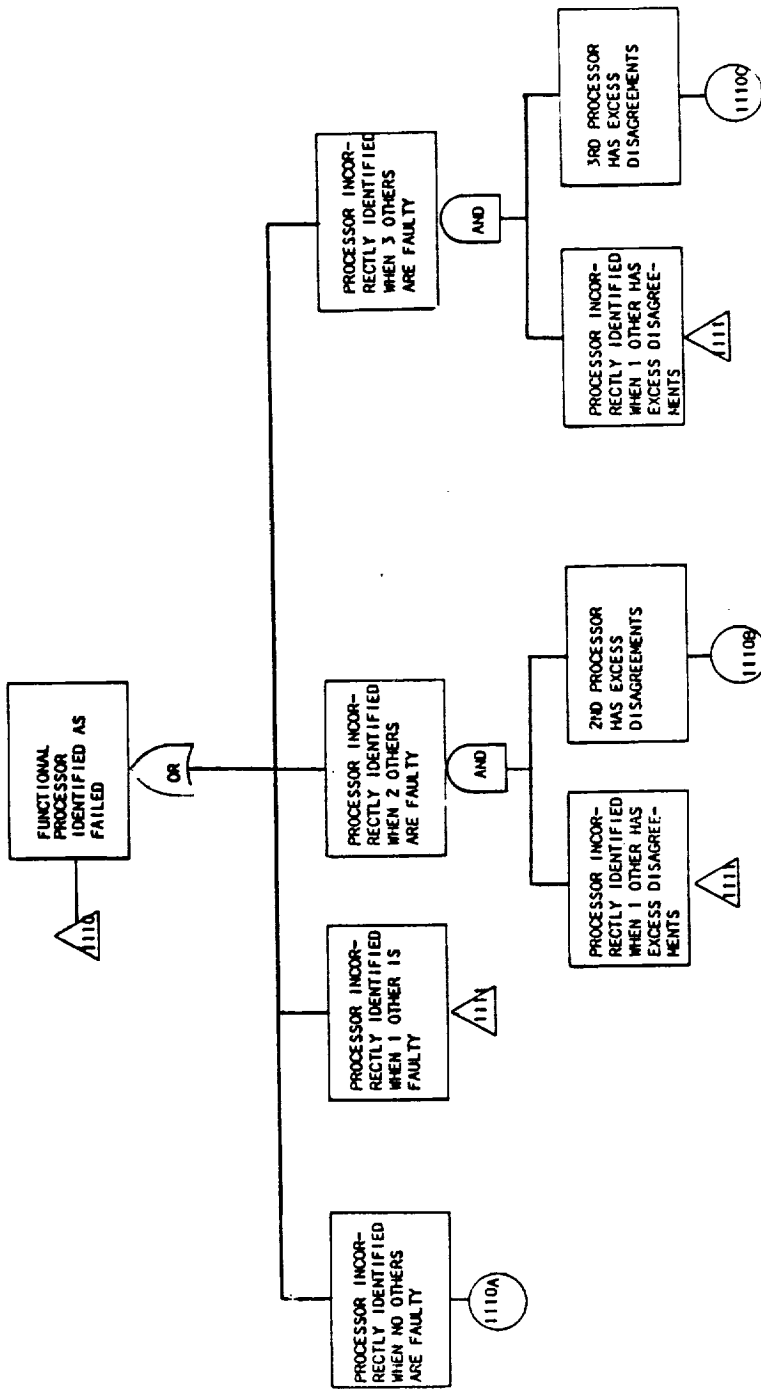 FUNCTIONAL
PROCESSOR
IDENTIFIED AS
FAILED
1110
OR
PROCESSOR INCOR-
RECTLY IDENTIFIED
WHEN NO OTHERS
ARE FAULTY
1110A
PROCESSOR INCOR-
RECTLY IDENTIFIED
WHEN 1 OTHER IS
FAULTY
1111
PROCESSOR INCOR-
RECTLY IDENTIFIED
WHEN 2 OTHERS
ARE FAULTY
AND
PROCESSOR INCOR-
RECTLY IDENTIFIED
WHEN 1 OTHER HAS
EXCESS DISAGREE-
MENTS
1111
2ND PROCESSOR
HAS EXCESS
DISAGREEMENTS
1110B
PROCESSOR INCOR-
RECTLY IDENTIFIED
WHEN 3 OTHERS
ARE FAULTY
AND
PROCESSOR INCOR-
RECTLY IDENTIFIED
WHEN 1 OTHER HAS
EXCESS DISAGREE-
MENTS
1111
3RD PROCESSOR
HAS EXCESS
DISAGREEMENTS
1110C